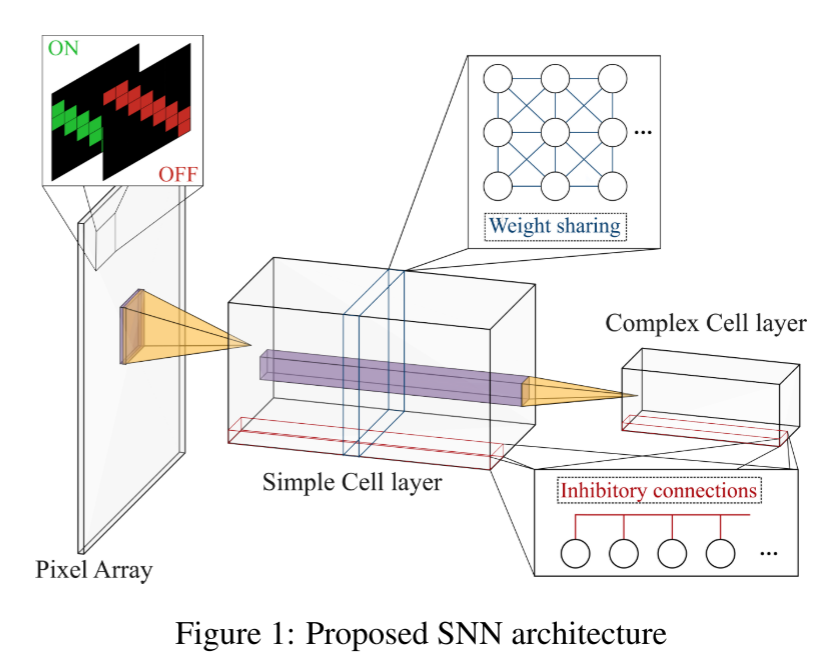 ON
OFF
Weight sharing
...
Complex Cell layer
Simple Cell layer
Inhibitory connections
...
Pixel Array
Figure 1: Proposed SNN architecture